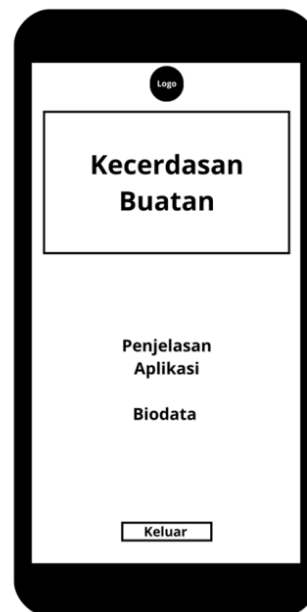 Logo
Kecerdasan
Buatan
Penjelasan
Aplikasi
Biodata
Keluar